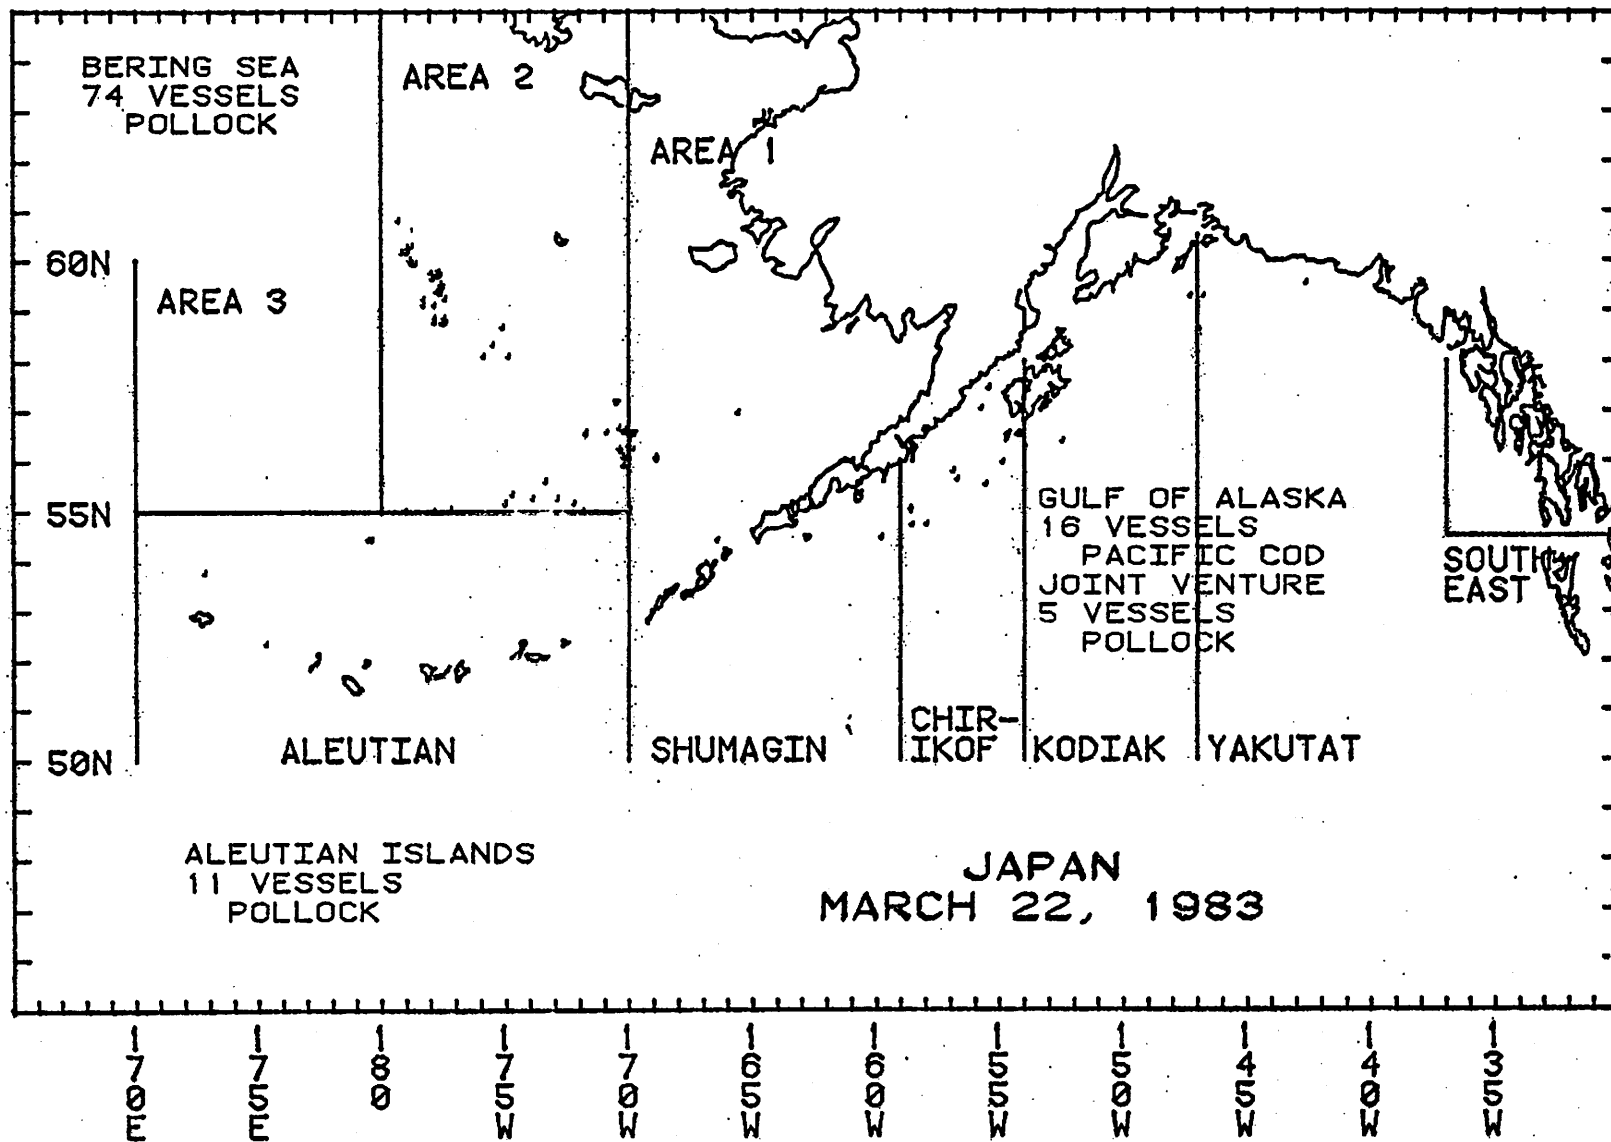 BERING SEA
74 VESSELS
POLLOCK
AREA 2
AREA 1
60N
AREA 3
55N
GULF OF ALASKA
16 VESSELS
PACIFIC COD
JOINT VENTURE
5 VESSELS
POLLOCK
SOUTH
EAST
50N
ALEUTIAN
SHUMAGIN
CHIR-
IKOF
KODIAK
YAKUTAT
ALEUTIAN ISLANDS
11 VESSELS
POLLOCK
JAPAN
MARCH 22, 1983
170E
175E
180
175W
170W
165W
160W
155W
150W
145W
140W
135W